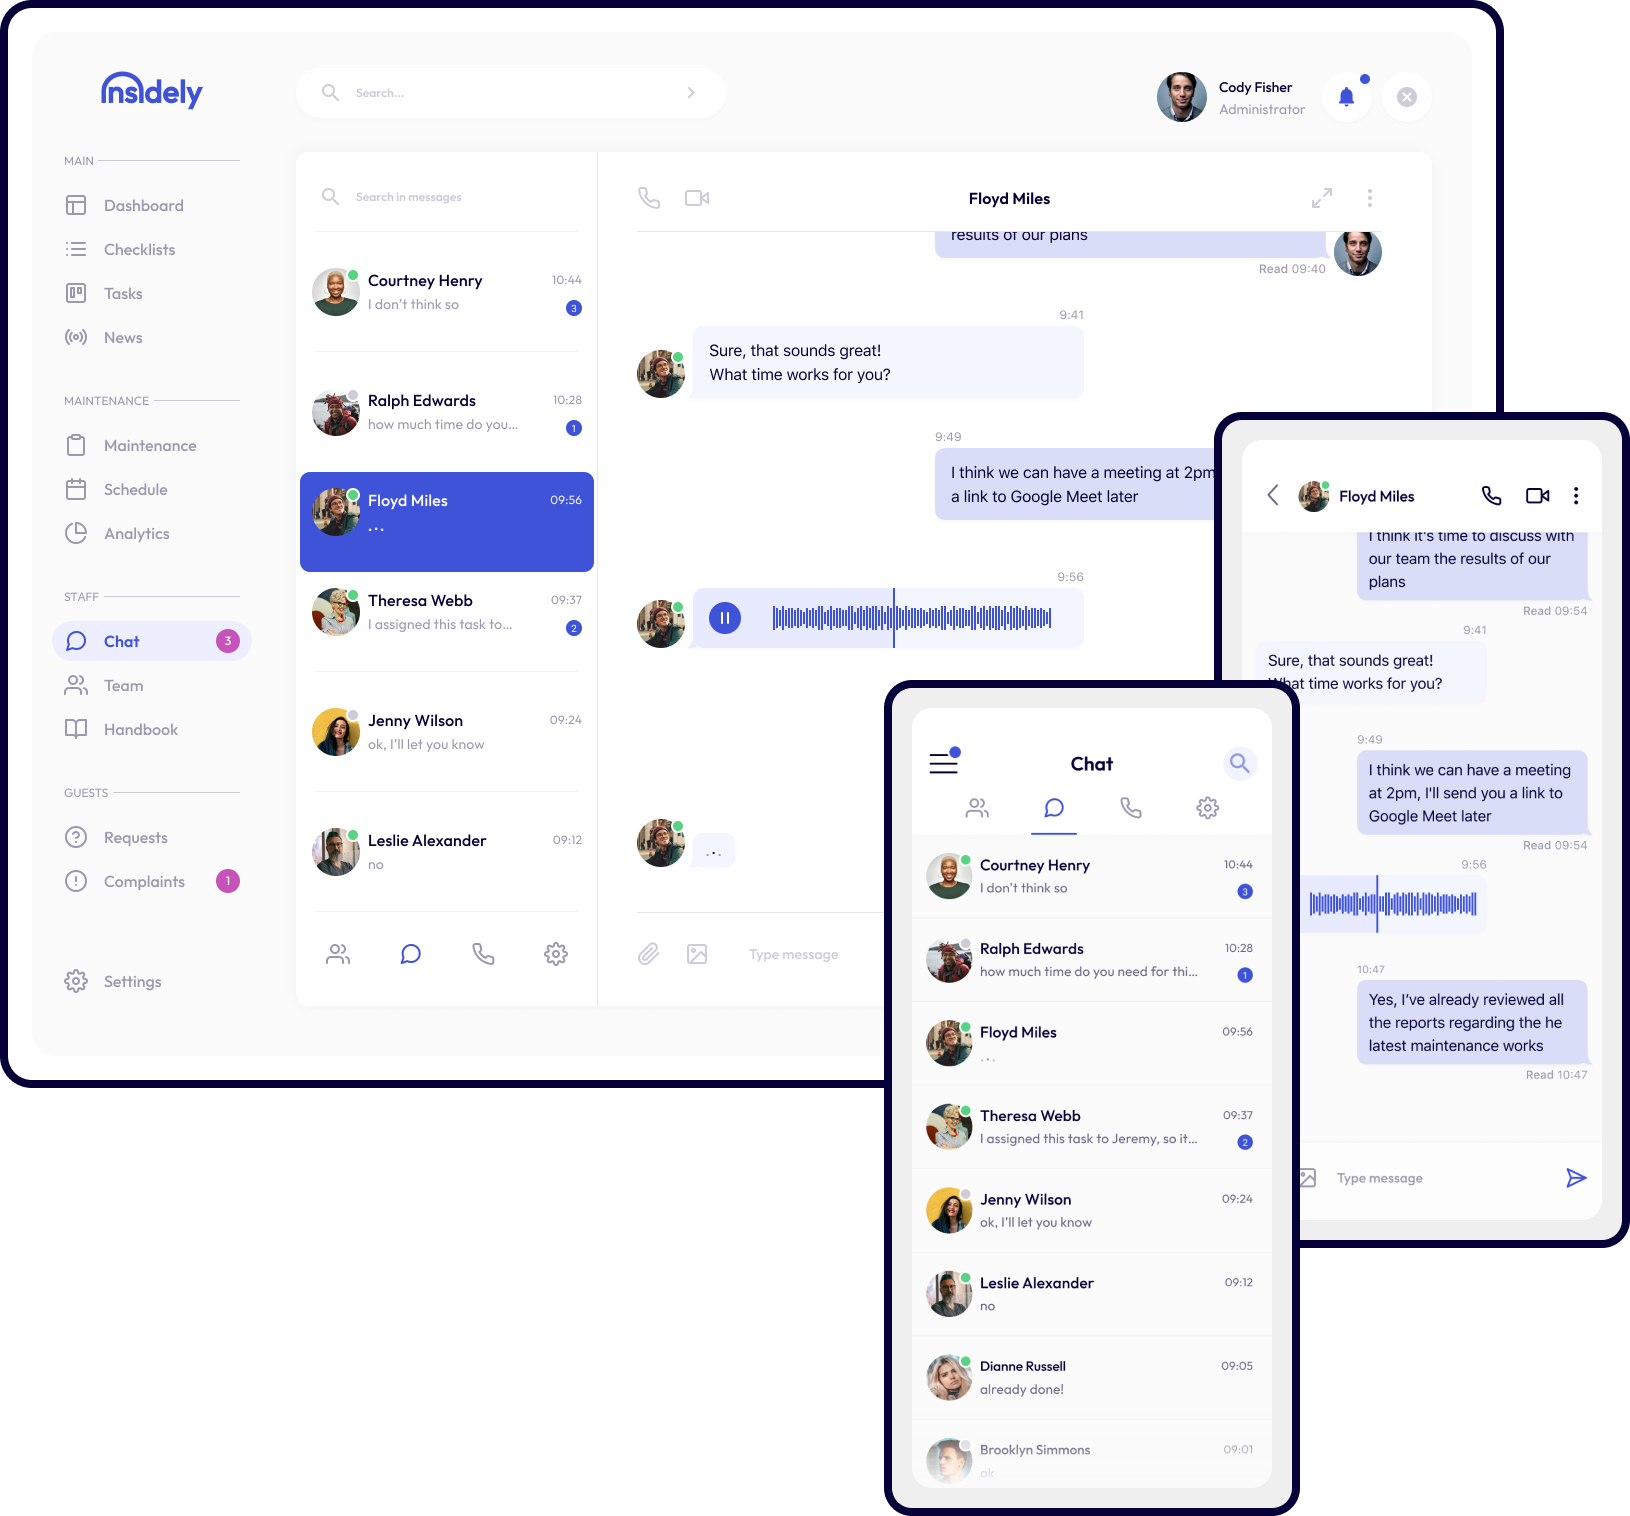 insidely
Search...
Cody Fisher
Administrator
MAIN
Dashboard
Checklists
Tasks
News
MAINTENANCE
Maintenance
Schedule
Analytics
STAFF
Chat
3
Team
Handbook
GUESTS
Requests
Complaints
1
Settings
Search in messages
Courtney Henry
10:44
I don't think so
3
Ralph Edwards
10:28
how much time do you...
1
Floyd Miles
09:56
...
Theresa Webb
09:37
I assigned this task to...
2
Jenny Wilson
09:24
ok, I'll let you know
Leslie Alexander
09:12
no
Floyd Miles
results of our plans
Read 09:40
9:41
Sure, that sounds great!
What time works for you?
9:49
I think we can have a meeting at 2pm
a link to Google Meet later
9:56
...
Type message
Chat
Courtney Henry
10:44
I don't think so
3
Ralph Edwards
10:28
how much time do you need for thi...
1
Floyd Miles
09:56
...
Theresa Webb
09:37
I assigned this task to Jeremy, so it...
2
Jenny Wilson
09:24
ok, I'll let you know
Leslie Alexander
09:12
no
Dianne Russell
09:05
already done!
Brooklyn Simmons
09:01
ok
Floyd Miles
I think it's time to discuss with
our team the results of our
plans
Read 09:54
9:41
Sure, that sounds great!
What time works for you?
9:49
I think we can have a meeting
at 2pm, I'll send you a link to
Google Meet later
Read 09:54
9:56
10:47
Yes, I've already reviewed all
the reports regarding the he
latest maintenance works
Read 10:47
Type message